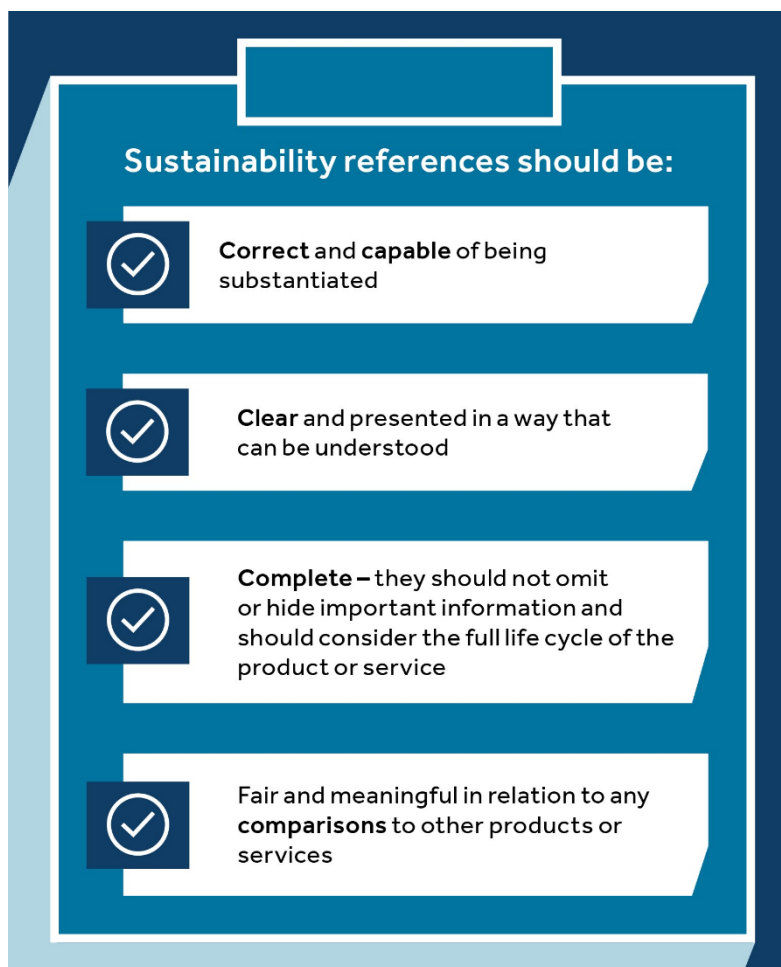 Sustainability references should be:
Correct and capable of being
substantiated
Clear and presented in a way that
can be understood
Complete – they should not omit
or hide important information and
should consider the full life cycle of the
product or service
Fair and meaningful in relation to any
comparisons to other products or
services